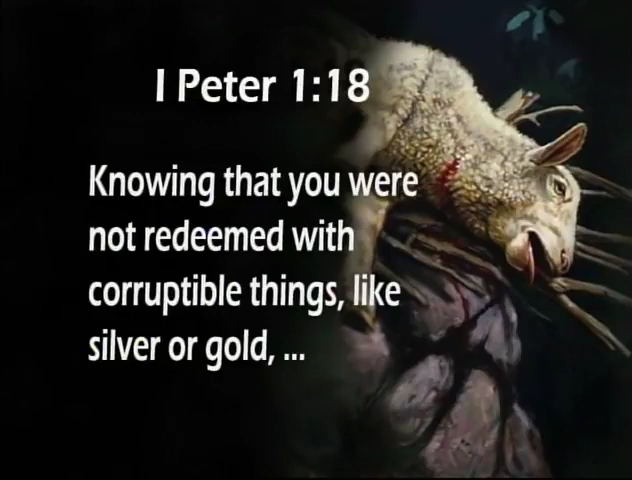 I Peter 1:18
Knowing that you were
not redeemed with
corruptible things, like
silver or gold, ...